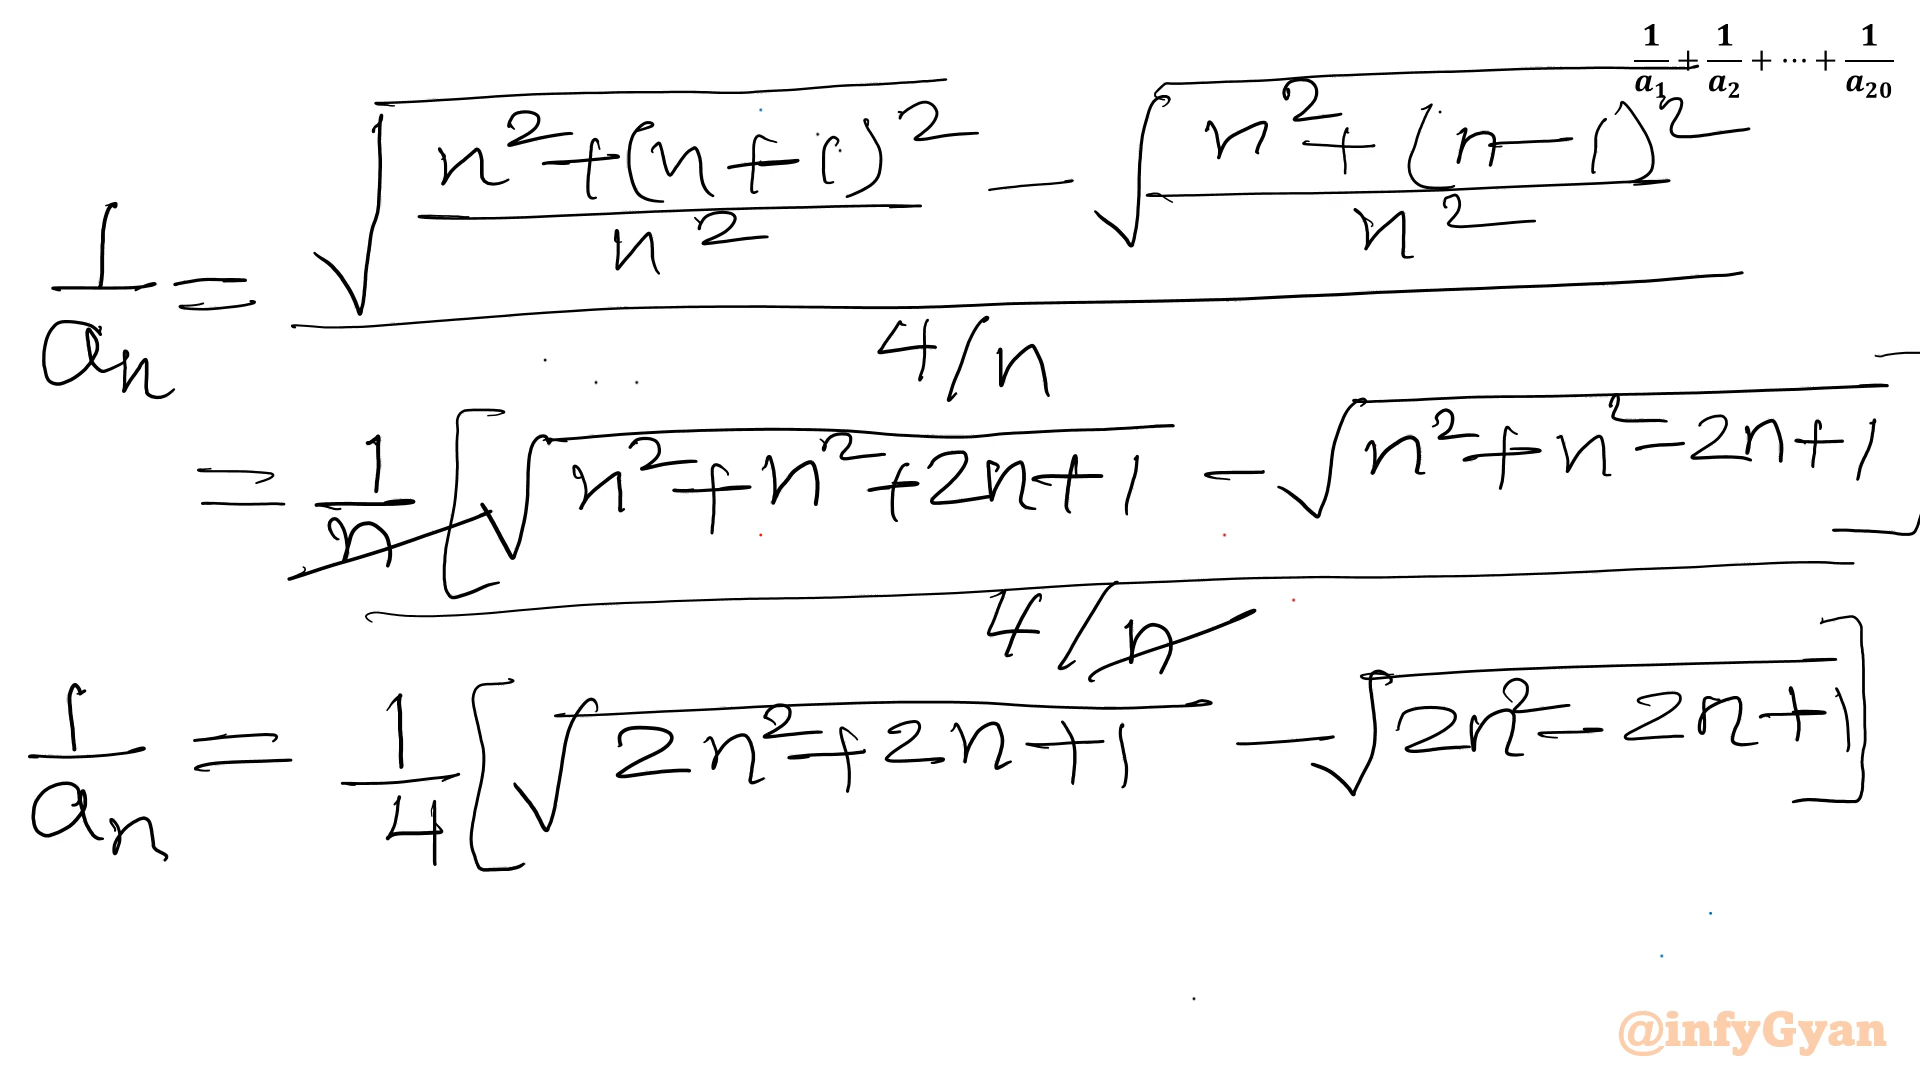 1/a₁ + 1/a₂ + ⋯ + 1/a₂₀
1/aₙ = (√((n²+(n+1)²)/n²) − √((n²+(n−1)²)/n²)) / (4/n)
= (1/n [√(n²+n²+2n+1) − √(n²+n²−2n+1)]) / (4/n)
1/aₙ = 1/4 [√(2n²+2n+1) − √(2n²−2n+1)]
@infyGyan